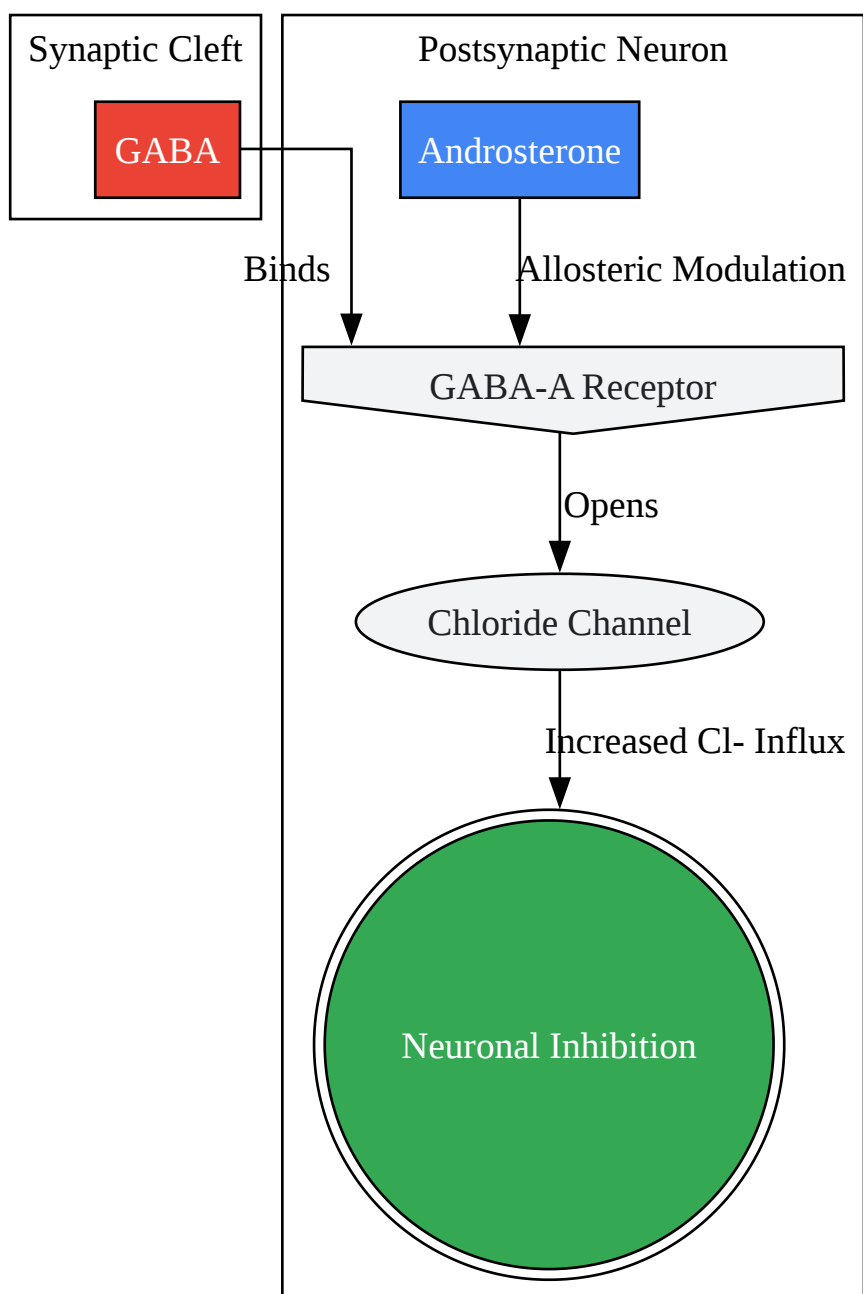 Synaptic Cleft
Postsynaptic Neuron
GABA
Androsterone
Binds
Allosteric Modulation
GABA-A Receptor
Opens
Chloride Channel
Increased Cl- Influx
Neuronal Inhibition